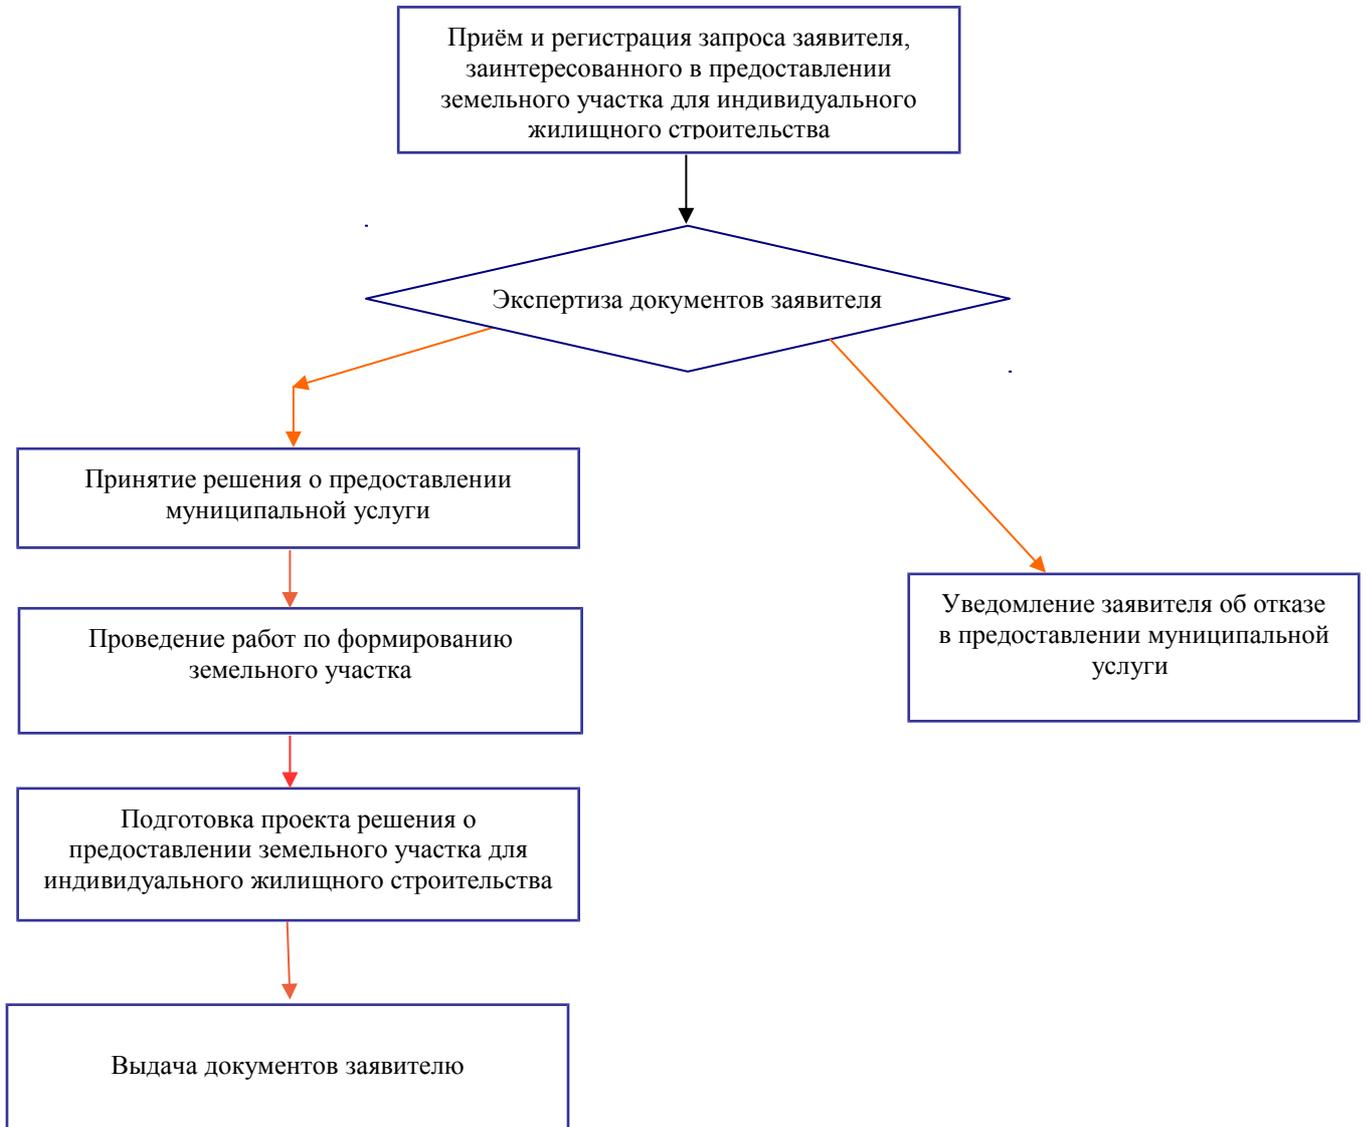 Приём и регистрация запроса заявителя,
заинтересованного в предоставлении
земельного участка для индивидуального
жилищного строительства
Экспертиза документов заявителя
Принятие решения о предоставлении
муниципальной услуги
Проведение работ по формированию
земельного участка
Уведомление заявителя об отказе
в предоставлении муниципальной
услуги
Подготовка проекта решения о
предоставлении земельного участка для
индивидуального жилищного строительства
Выдача документов заявителю